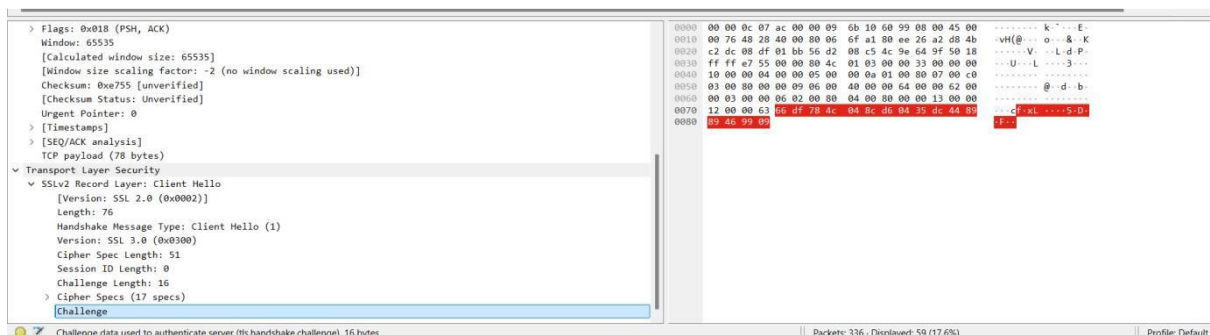 > Flags: 0x018 (PSH, ACK)
Window: 65535
[Calculated window size: 65535]
[Window size scaling factor: -2 (no window scaling used)]
Checksum: 0xe755 [unverified]
[Checksum Status: Unverified]
Urgent Pointer: 0
> [Timestamps]
> [SEQ/ACK analysis]
TCP payload (78 bytes)
Transport Layer Security
SSLv2 Record Layer: Client Hello
[Version: SSL 2.0 (0x0002)]
Length: 76
Handshake Message Type: Client Hello (1)
Version: SSL 3.0 (0x0300)
Cipher Spec Length: 51
Session ID Length: 0
Challenge Length: 16
> Cipher Specs (17 specs)
Challenge
0000 00 00 0c 07 ac 00 00 09 6b 10 60 99 08 00 45 00 ········ k·`···E·
0010 00 76 48 28 40 00 80 06 6f a1 80 ee 26 a2 d8 4b ·vH(@··· o···&··K
0020 c2 dc 08 df 01 bb 56 d2 08 c5 4c 9e 64 9f 50 18 ······V· ··L·d·P·
0030 ff ff e7 55 00 00 80 4c 01 03 00 00 33 00 00 00 ···U···L ····3···
0040 10 00 00 04 00 00 05 00 00 0a 01 00 80 07 00 c0 ········ ········
0050 03 00 80 00 00 09 06 00 40 00 00 64 00 00 62 00 ········ @··d··b·
0060 00 03 00 00 06 02 00 80 04 00 80 00 00 13 00 00 ········ ········
0070 12 00 00 63 66 df 78 4c 04 8c d6 04 35 dc 44 89 ···cf·xL ····5·D·
0080 89 46 99 09 ·F··
Challenge data used to authenticate server (tls.handshake.challenge), 16 bytes
Packets: 336 · Displayed: 59 (17.6%)
Profile: Default